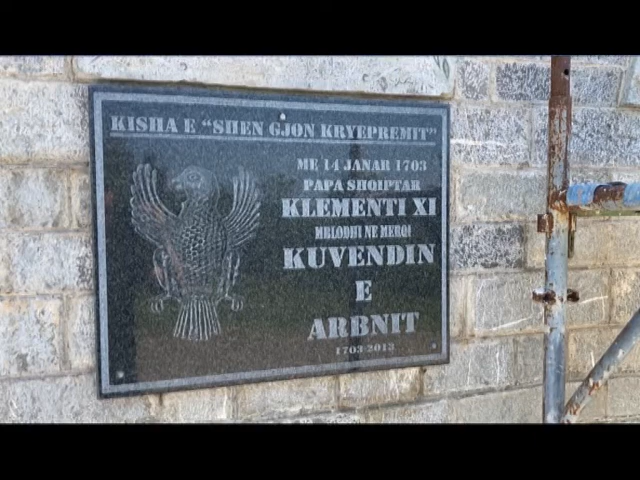 KISHA E "SHEN GJON KRYEPREMIT"
ME 14 JANAR 1703
PAPA SHQIPTAR
KLEMENTI XI
MBLODHI NE MERQI
KUVENDIN
E
ARBNIT
1703-2013